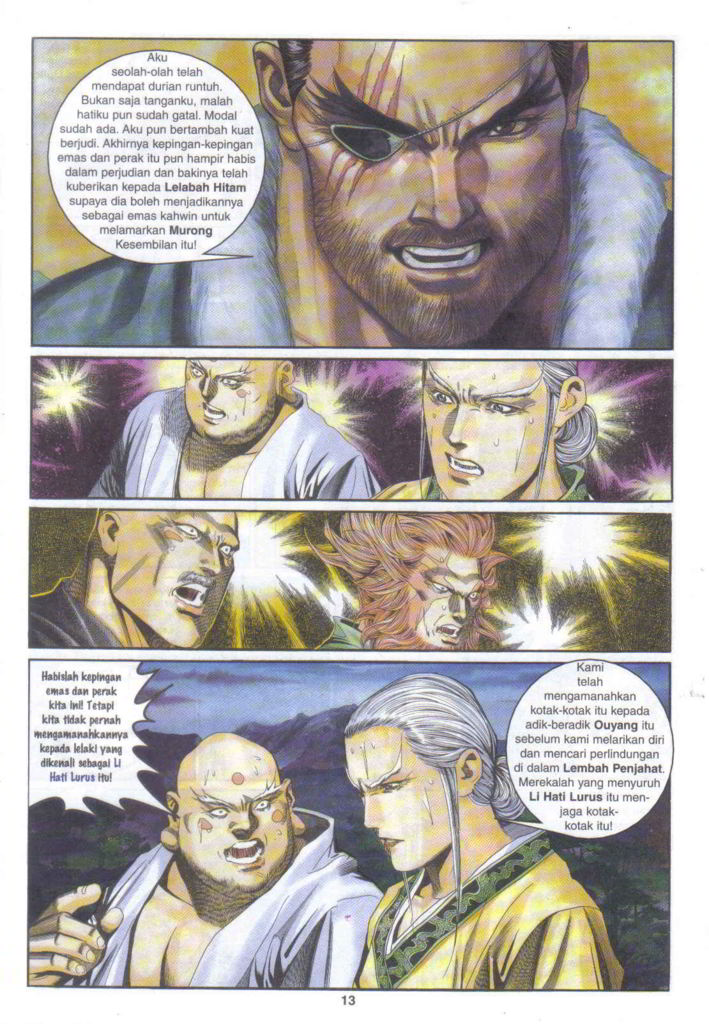 Aku
seolah-olah telah
mendapat durian runtuh.
Bukan saja tanganku, malah
hatiku pun sudah gatal. Modal
sudah ada. Aku pun bertambah kuat
berjudi. Akhirnya kepingan-kepingan
emas dan perak itu pun hampir habis
dalam perjudian dan bakinya telah
kuberikan kepada Lelabah Hitam
supaya dia boleh menjadikannya
sebagai emas kahwin untuk
melamarkan Murong
Kesembilan itu!
Habislah kepingan
emas dan perak
kita ini! Tetapi
kita tidak pernah
mengamanahkannya
kepada lelaki yang
dikenali sebagai Li
Hati Lurus itu!
Kami
telah
mengamanahkan
kotak-kotak itu kepada
adik-beradik Ouyang itu
sebelum kami melarikan diri
dan mencari perlindungan
di dalam Lembah Penjahat.
Merekalah yang menyuruh
Li Hati Lurus itu men-
jaga kotak-
kotak itu!
13